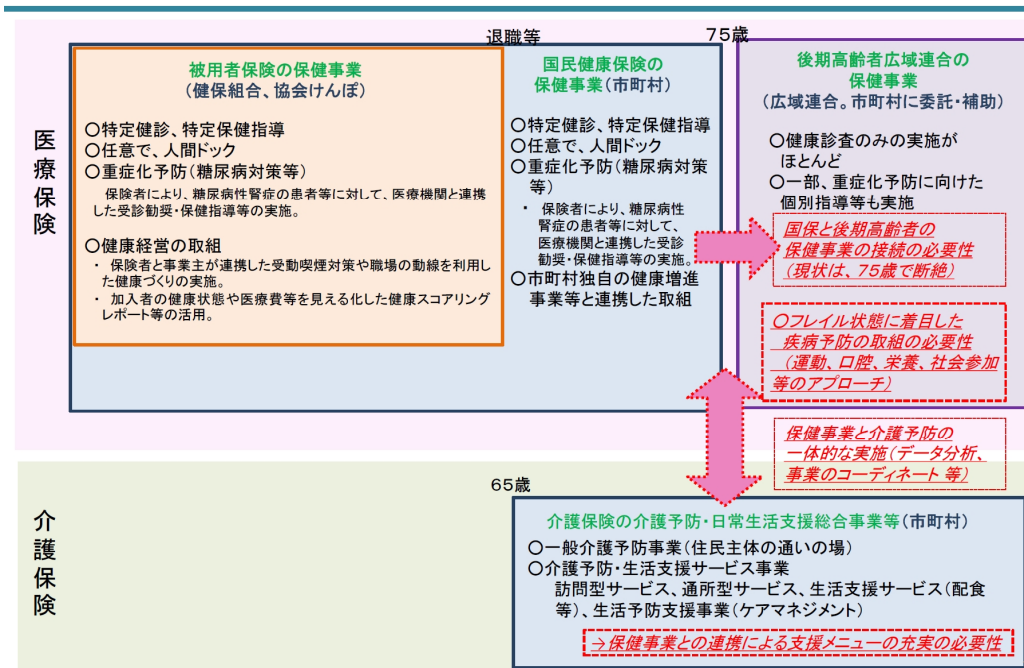 医療保険
退職等
75歳
被用者保険の保健事業
（健保組合、協会けんぽ）
〇特定健診、特定保健指導
〇任意で、人間ドック
〇重症化予防（糖尿病対策等）
保険者により、糖尿病性腎症の患者等に対して、医療機関と連携
した受診勧奨・保健指導等の実施。
〇健康経営の取組
・ 保険者と事業主が連携した受動喫煙対策や職場の動線を利用し
た健康づくりの実施。
・ 加入者の健康状態や医療費等を見える化した健康スコアリング
レポート等の活用。
国民健康保険の
保健事業（市町村）
〇特定健診、特定保健指導
〇任意で、人間ドック
〇重症化予防（糖尿病対策
等）
・ 保険者により、糖尿病性
腎症の患者等に対して、
医療機関と連携した受診
勧奨・保健指導等の実施。
〇市町村独自の健康増進
事業等と連携した取組
後期高齢者広域連合の
保健事業
（広域連合。市町村に委託・補助）
〇健康診査のみの実施が
ほとんど
〇一部、重症化予防に向けた
個別指導等も実施
国保と後期高齢者の
保健事業の接続の必要性
（現状は、75歳で断絶）
〇フレイル状態に着目した
疾病予防の取組の必要性
（運動、口腔、栄養、社会参加
等のアプローチ）
保健事業と介護予防の
一体的な実施（データ分析、
事業のコーディネート 等）
介護保険
65歳
介護保険の介護予防・日常生活支援総合事業等（市町村）
〇一般介護予防事業（住民主体の通いの場）
〇介護予防・生活支援サービス事業
訪問型サービス、通所型サービス、生活支援サービス（配食
等）、生活予防支援事業（ケアマネジメント）
→保健事業との連携による支援メニューの充実の必要性